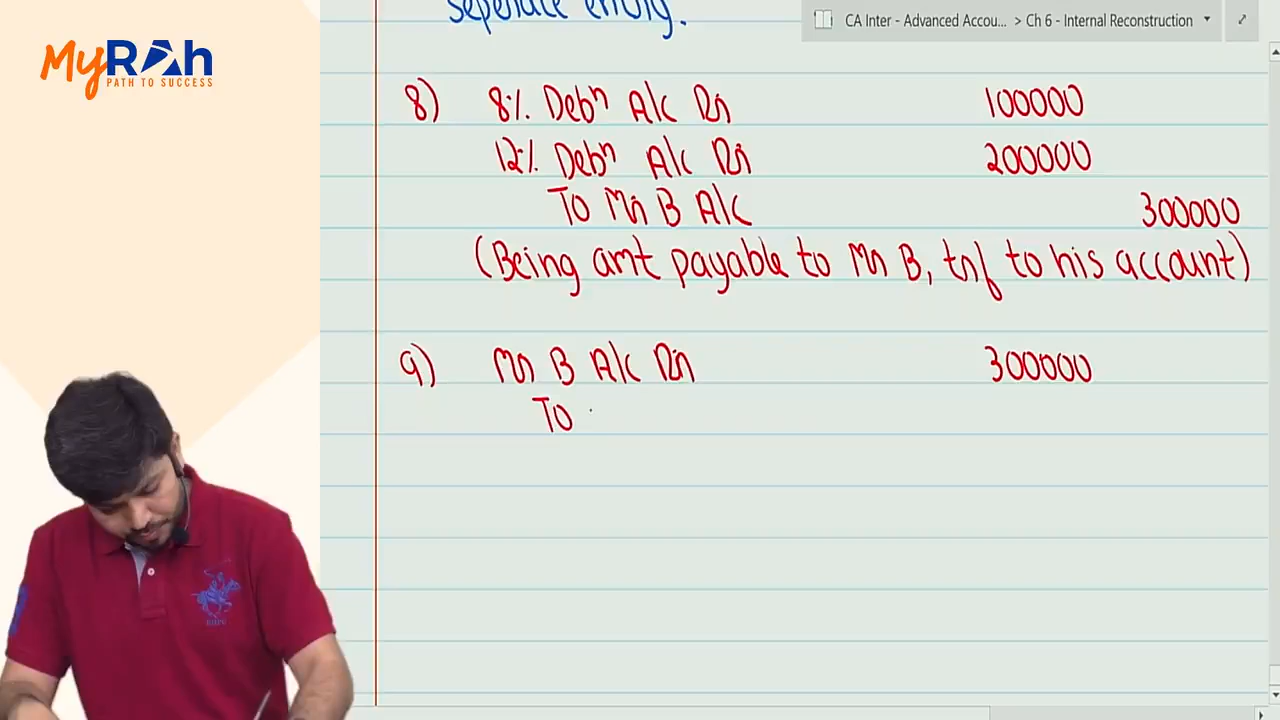 seperate entry.
CA Inter - Advanced Accou... > Ch 6 - Internal Reconstruction
MyRAh
PATH TO SUCCESS
8) 8% Debⁿ A/c Dr 100000
12% Debⁿ A/c Dr 200000
To Mr B A/c 300000
(Being amt payable to Mr B, trf to his account)
9) Mr B A/c Dr 300000
To